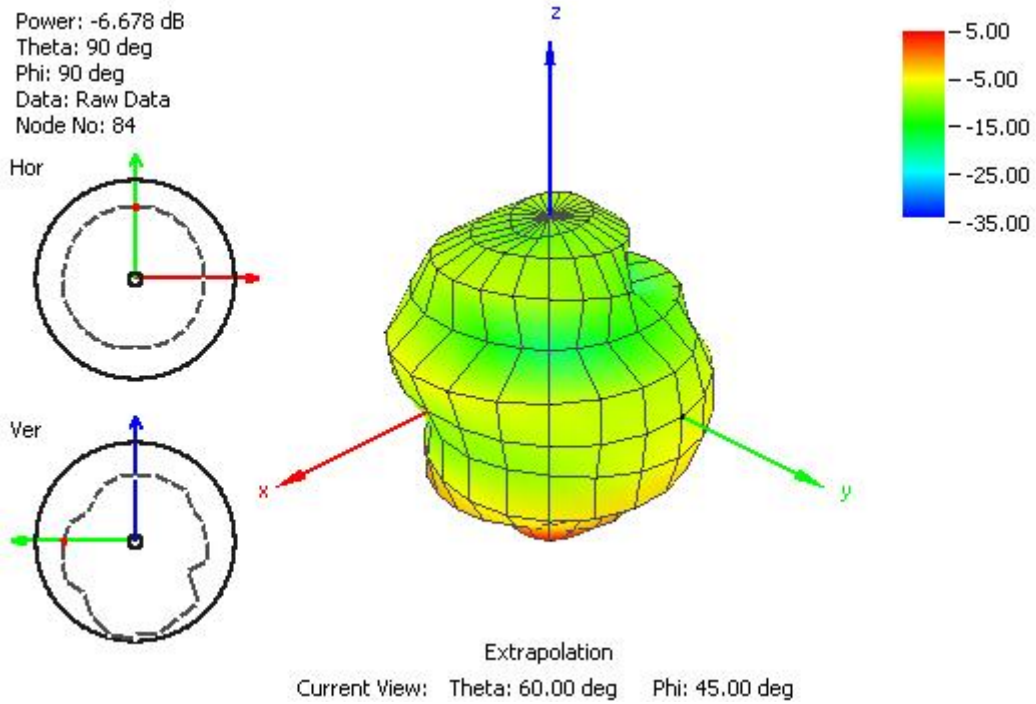 Power: -6.678 dB
Theta: 90 deg
Phi: 90 deg
Data: Raw Data
Node No: 84
Hor
Ver
z
x
y
5.00
-5.00
-15.00
-25.00
-35.00
Extrapolation
Current View: Theta: 60.00 deg Phi: 45.00 deg